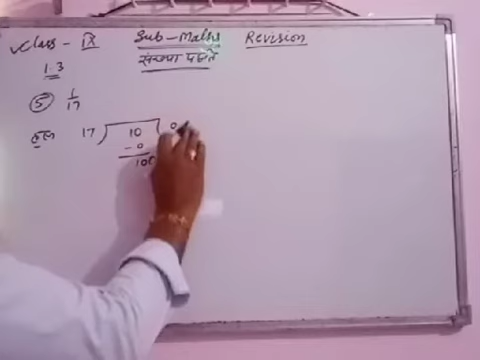 ✓Class - IX Sub - Maths Revision
1.3 संख्या पद्धति
⑤ 1/17
हल 17 ) 10 ( 0
- 0
100